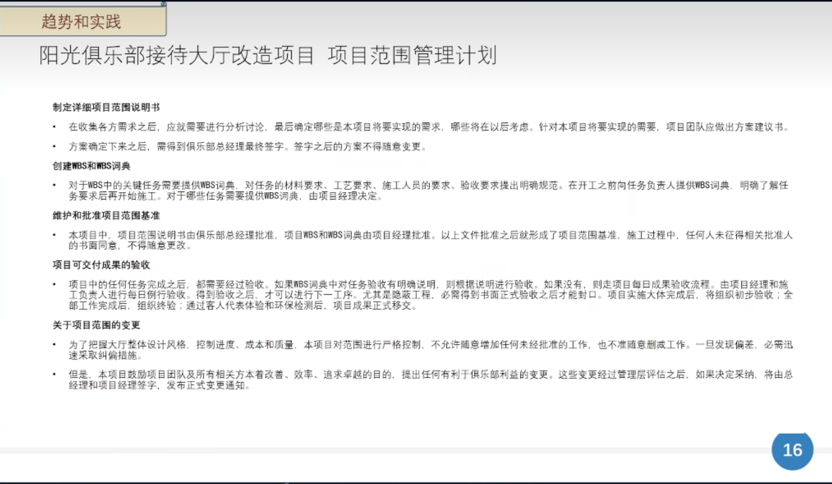 趋势和实践
阳光俱乐部接待大厅改造项目 项目范围管理计划
制定详细项目范围说明书
• 在收集各方需求之后，应就需要进行分析讨论，最后确定哪些是本项目将要实现的需求，哪些将在以后考虑。针对本项目将要实现的需要，项目团队应做出方案建议书。
• 方案确定下来之后，需得到俱乐部总经理最终签字。签字之后的方案不得随意变更。
创建WBS和WBS词典
• 对于WBS中的关键任务需要提供WBS词典，对任务的材料要求、工艺要求、施工人员的要求、验收要求提出明确规范。在开工之前向任务负责人提供WBS词典，明确了解任
务要求后再开始施工。对于哪些任务需要提供WBS词典，由项目经理决定。
维护和批准项目范围基准
• 本项目中，项目范围说明书由俱乐部总经理批准，项目WBS和WBS词典由项目经理批准。以上文件批准之后就形成了项目范围基准，施工过程中，任何人未征得相关批准人
的书面同意，不得随意更改。
项目可交付成果的验收
• 项目中的任何任务完成之后，都需要经过验收。如果WBS词典中对任务验收有明确说明，则根据说明进行验收。如果没有，则走项目每日成果验收流程。由项目经理和施
工负责人进行每日例行验收。得到验收之后，才可以进行下一工序。尤其是隐蔽工程，必需得到书面正式验收之后才能封口。项目实施大体完成后，将组织初步验收；全
部工作完成后，组织终验；通过客人代表体验和环保检测后，项目成果正式移交。
关于项目范围的变更
• 为了把握大厅整体设计风格，控制进度、成本和质量，本项目对范围进行严格控制，不允许随意增加任何未经批准的工作，也不准随意删减工作。一旦发现偏差，必需迅
速采取纠偏措施。
• 但是，本项目鼓励项目团队及所有相关方本着改善、效率、追求卓越的目的，提出任何有利于俱乐部利益的变更。这些变更经过管理层评估之后，如果决定采纳，将由总
经理和项目经理签字，发布正式变更通知。
16